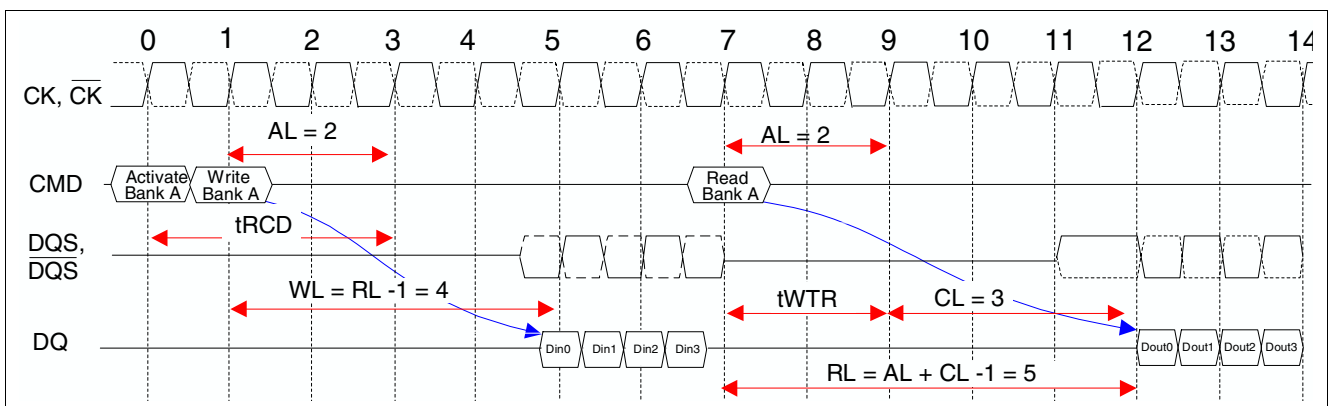 0 1 2 3 4 5 6 7 8 9 10 11 12 13 14
CK, CK
AL = 2 AL = 2
CMD Activate Bank A Write Bank A Read Bank A
tRCD
DQS,
DQS
WL = RL -1 = 4 tWTR CL = 3
DQ Din0 Din1 Din2 Din3 Dout0 Dout1 Dout2 Dout3
RL = AL + CL -1 = 5